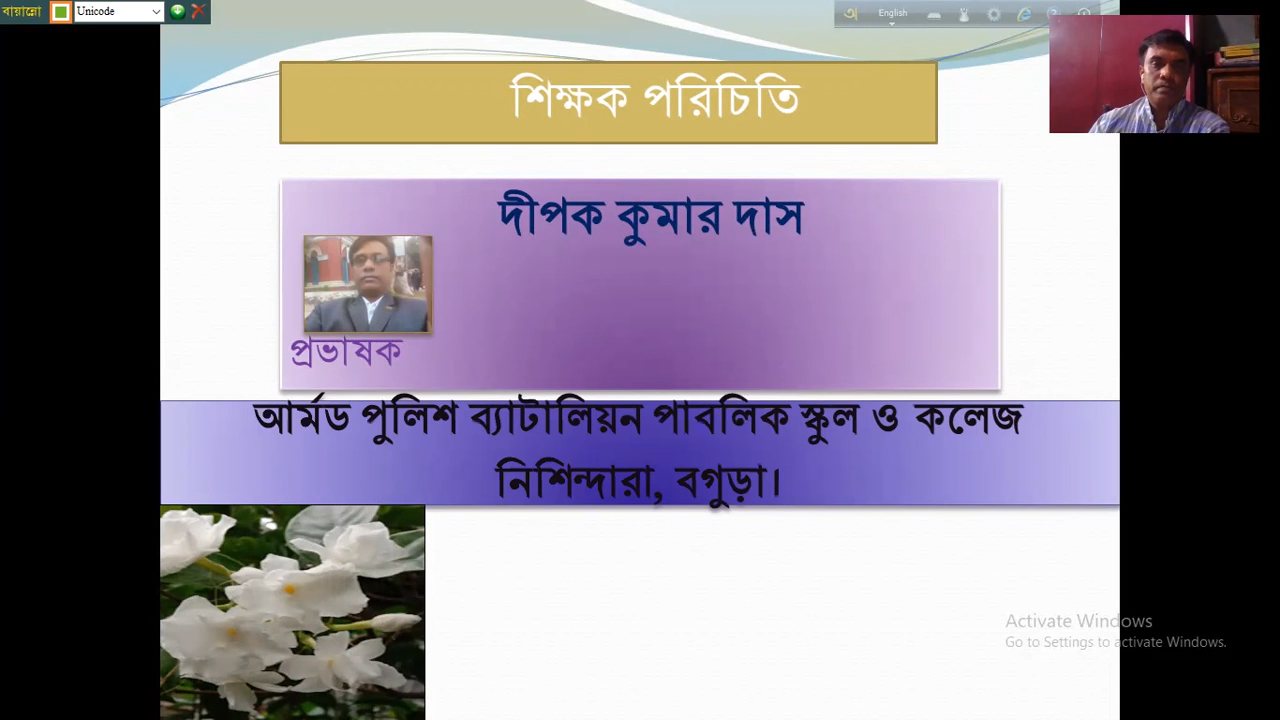 বায়ান্নো
Unicode
English
শিক্ষক পরিচিতি
দীপক কুমার দাস
প্রভাষক
আর্মড পুলিশ ব্যাটালিয়ন পাবলিক স্কুল ও কলেজ
নিশিন্দারা, বগুড়া।
Activate Windows
Go to Settings to activate Windows.